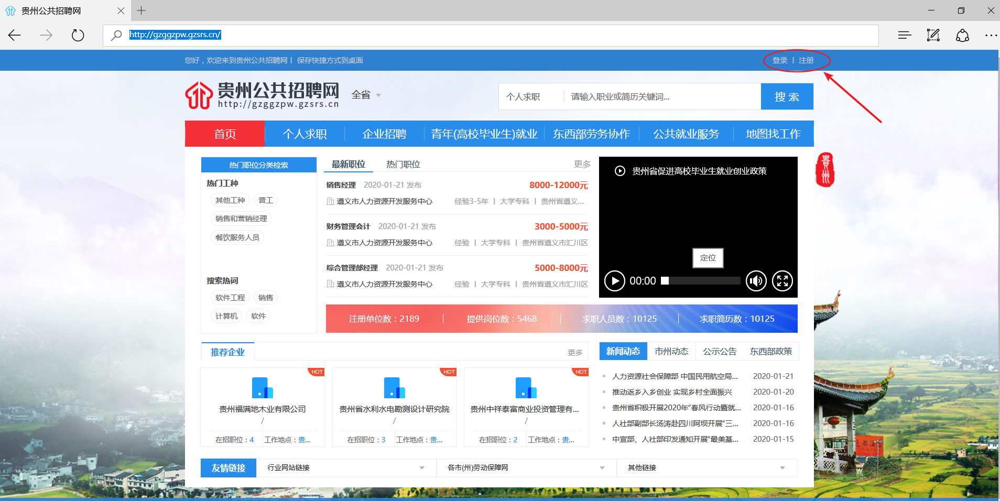 贵州公共招聘网
http://gzggzpw.gzsrs.cn/
您好，欢迎来到贵州公共招聘网 | 保存快捷方式到桌面
登录 | 注册
贵州公共招聘网
http://gzggzpw.gzsrs.cn
全省
个人求职 请输入职业或简历关键词... 搜 索
首页 个人求职 企业招聘 青年(高校毕业生)就业 东西部劳务协作 公共就业服务 地图找工作
贵州
热门职位分类检索
热门工种
其他工种 普工
销售和营销经理
餐饮服务人员
搜索热词
软件工程 销售
计算机 软件
最新职位 热门职位 更多
销售经理 2020-01-21 发布 8000-12000元
遵义市人力资源开发服务中心 经验3-5年 | 大学专科 | 贵州省遵义...
财务管理会计 2020-01-21 发布 3000-5000元
遵义市人力资源开发服务中心 经验 | 大学专科 | 贵州省遵义市汇川区
综合管理部经理 2020-01-21 发布 5000-8000元
遵义市人力资源开发服务中心 经验 | 大学专科 | 贵州省遵义市汇川区
贵州省促进高校毕业生就业创业政策
定位
00:00
注册单位数：2189 提供岗位数：5468 求职人员数：10125 求职简历数：10125
推荐企业 更多
HOT
贵州福满地木业有限公司
/
在招职位：4 工作地点：贵...
HOT
贵州省水利水电勘测设计研究院
/
在招职位：3 工作地点：贵...
HOT
贵州中祥泰富商业投资管理有...
/
在招职位：2 工作地点：贵...
新闻动态 市州动态 公示公告 东西部政策
人力资源社会保障部 中国民用航空局... 2020-01-21
推动返乡入乡创业 实现乡村全面振兴 2020-01-20
贵州省积极开展2020年“春风行动暨就... 2020-01-16
人社部副部长汤涛赴四川阿坝开展“三... 2020-01-16
中宣部、人社部印发通知开展“最美基... 2020-01-15
友情链接 行业网站链接 各市(州)劳动保障网 其他链接